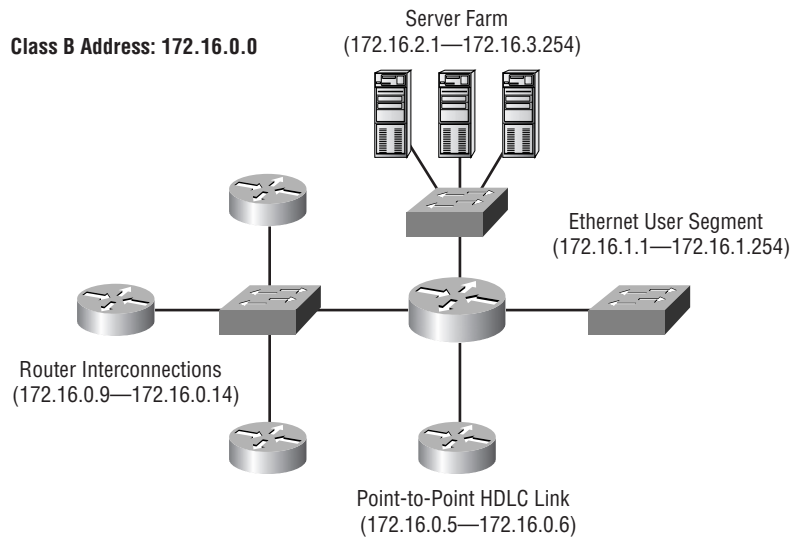 Class B Address: 172.16.0.0
Server Farm
(172.16.2.1—172.16.3.254)
Ethernet User Segment
(172.16.1.1—172.16.1.254)
Router Interconnections
(172.16.0.9—172.16.0.14)
Point-to-Point HDLC Link
(172.16.0.5—172.16.0.6)